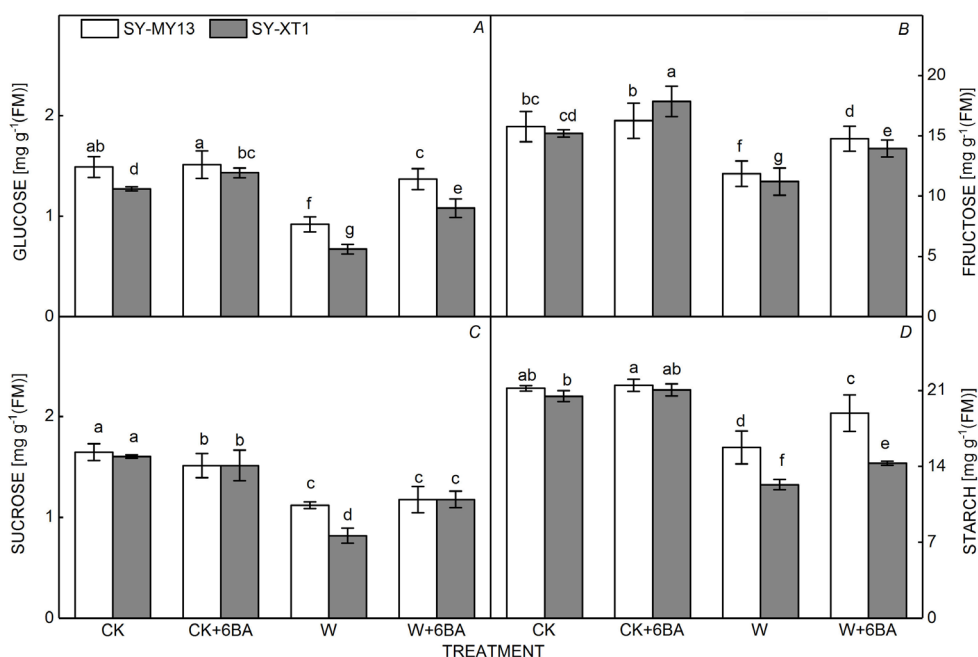 SY-MY13 SY-XT1
A
B
GLUCOSE [mg g⁻¹(FM)]
2
1
0
ab
d
a
bc
f
g
c
e
FRUCTOSE [mg g⁻¹(FM)]
20
15
10
5
0
bc
cd
b
a
f
g
d
e
C
D
SUCROSE [mg g⁻¹(FM)]
2
1
0
a
a
b
b
c
d
c
c
STARCH [mg g⁻¹(FM)]
21
14
7
0
ab
b
a
ab
d
f
c
e
CK CK+6BA W W+6BA CK CK+6BA W W+6BA
TREATMENT